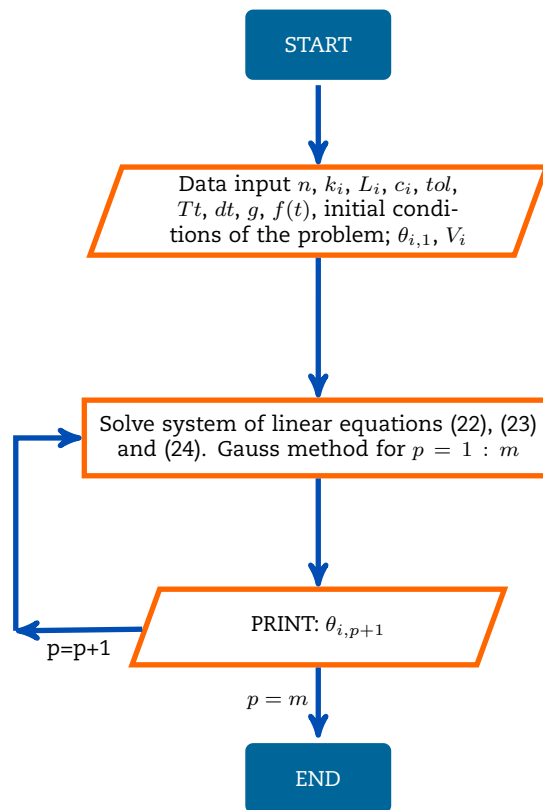 START
Data input n, k_i, L_i, c_i, tol,
Tt, dt, g, f(t), initial condi-
tions of the problem; θ_{i,1}, V_i
Solve system of linear equations (22), (23)
and (24). Gauss method for p = 1 : m
PRINT: θ_{i,p+1}
p=p+1
p = m
END